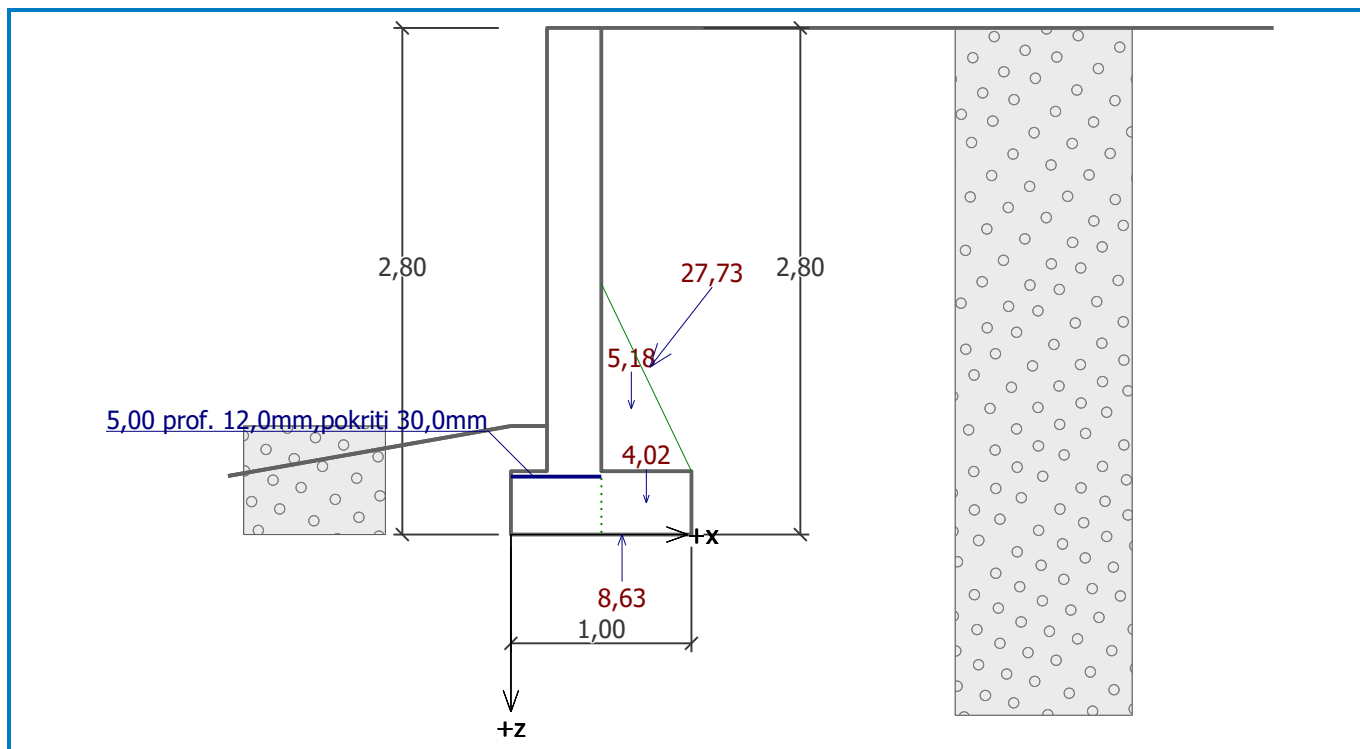 2,80
27,73
2,80
5,18
5,00 prof. 12,0mm,pokriti 30,0mm
4,02
+x
8,63
1,00
+z